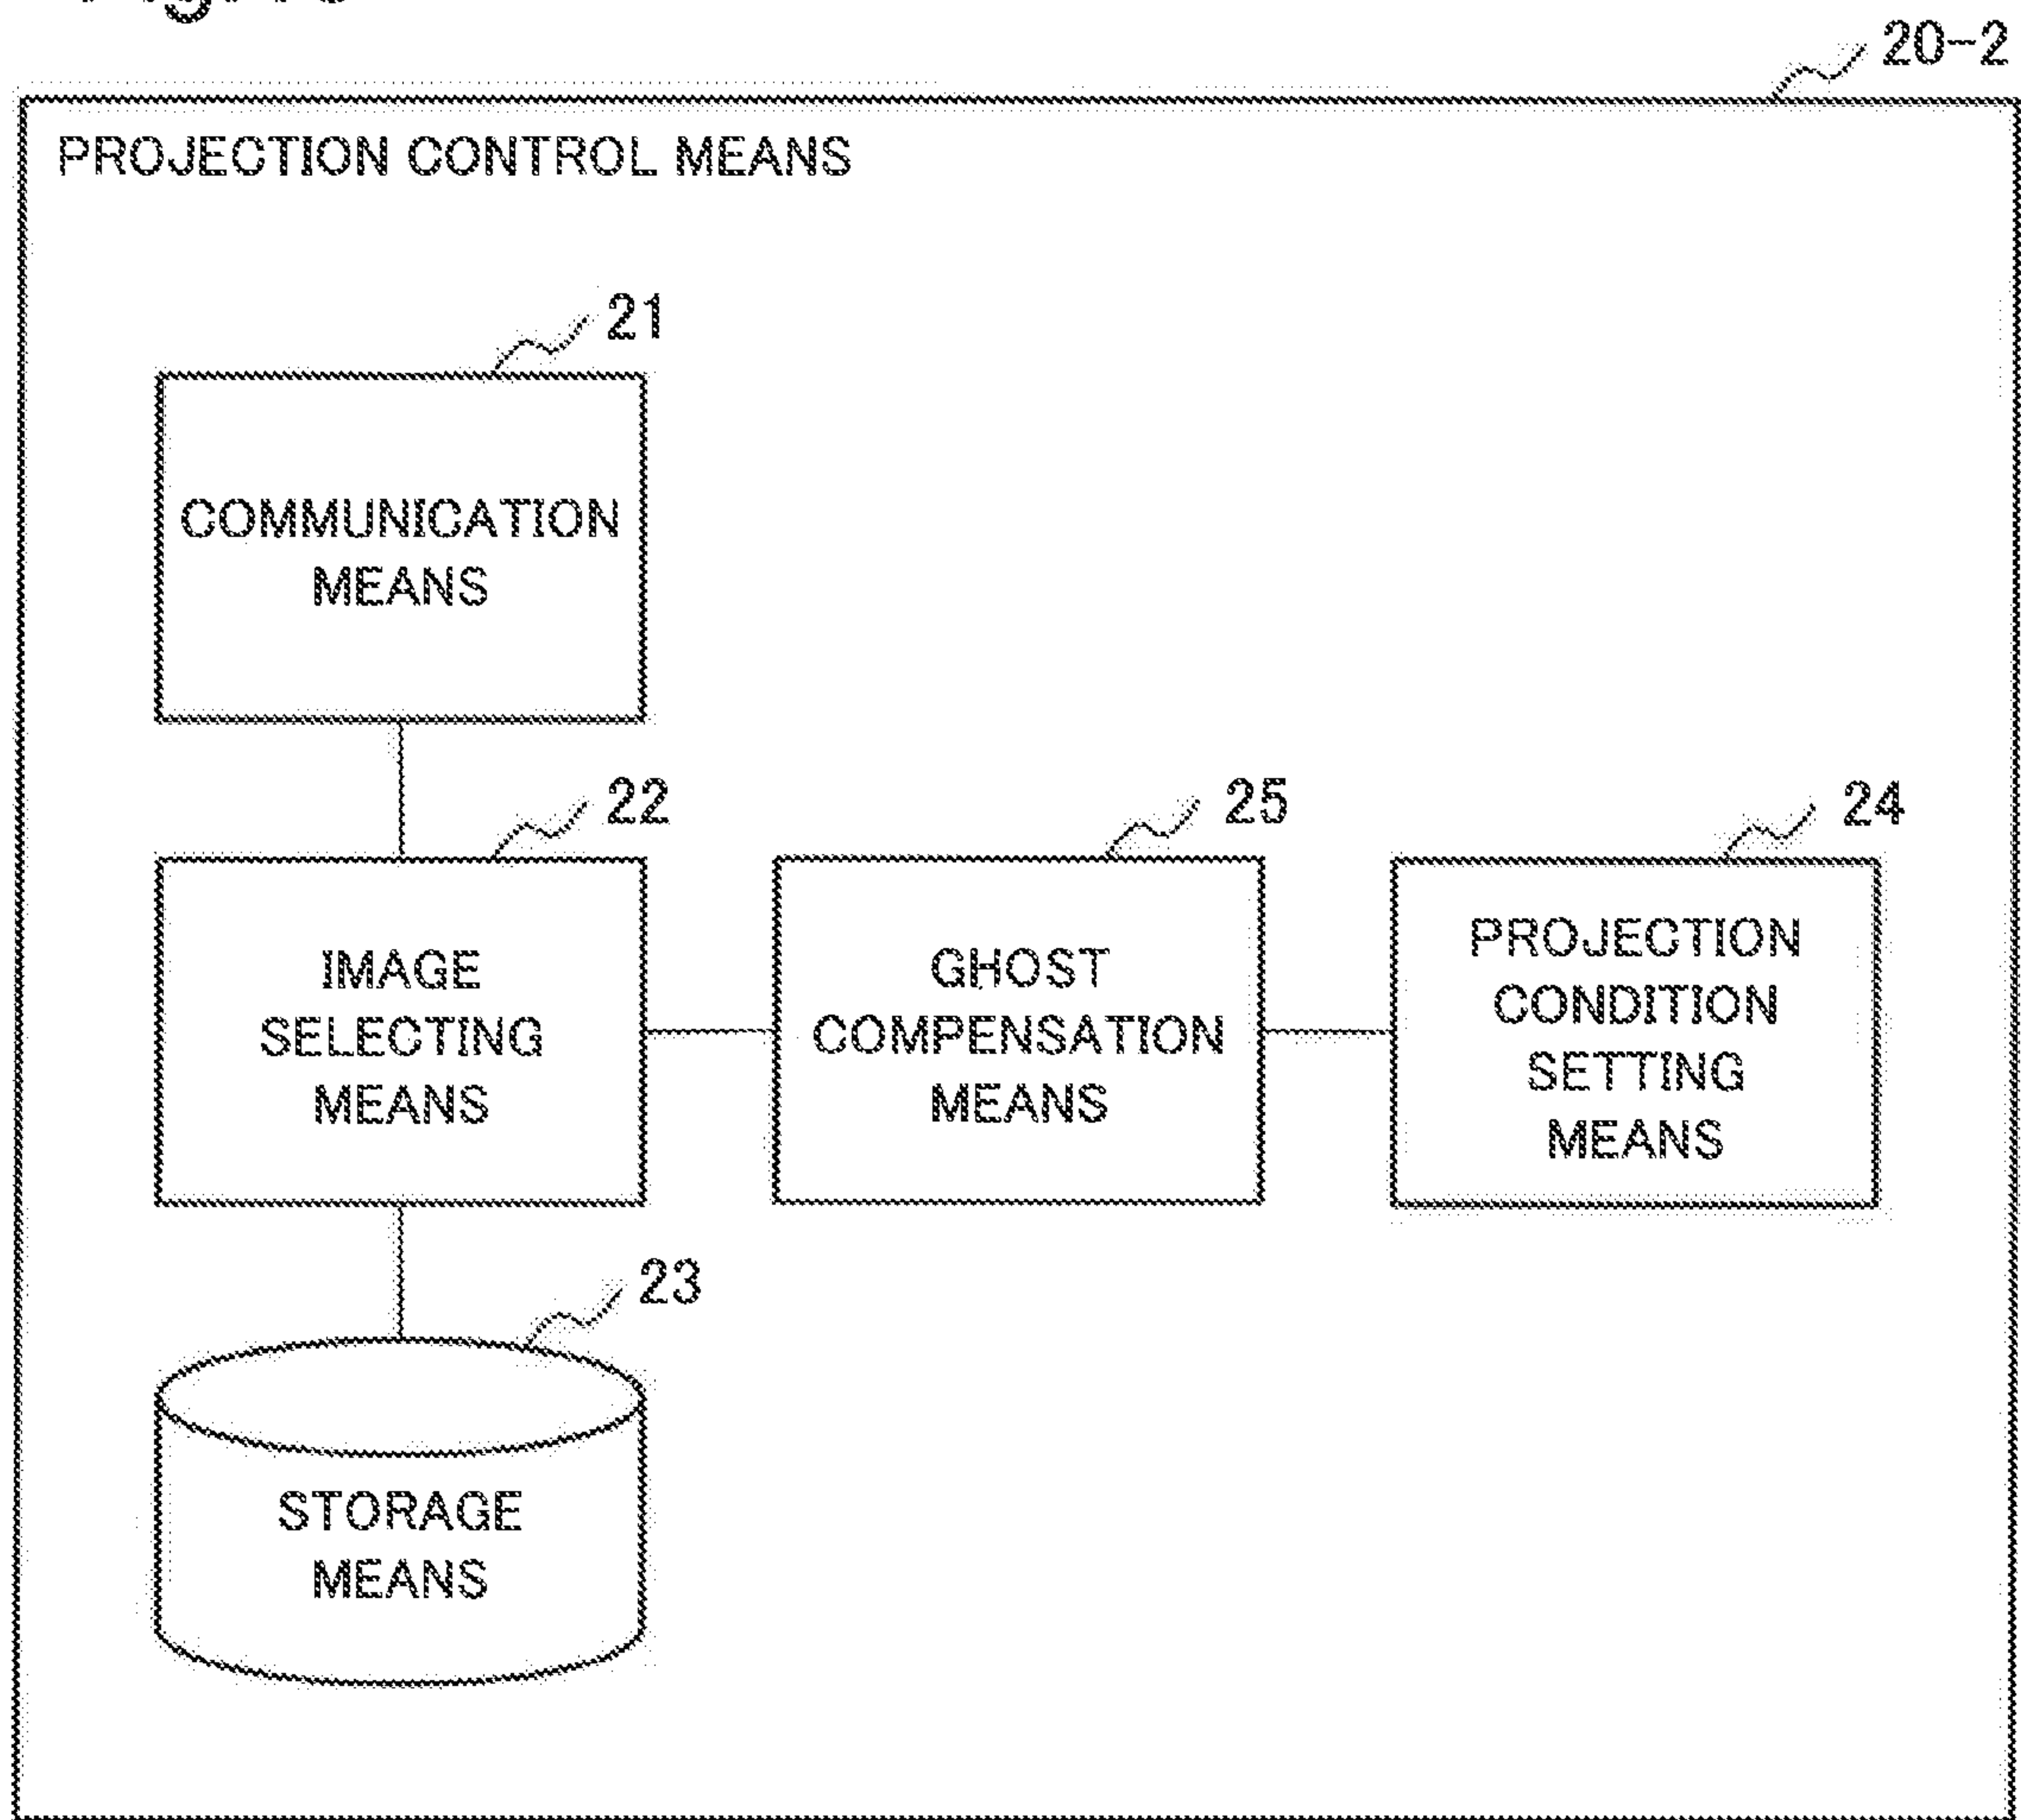 20-2
PROJECTION CONTROL MEANS
21
COMMUNICATION
MEANS
22
IMAGE
SELECTING
MEANS
25
GHOST
COMPENSATION
MEANS
24
PROJECTION
CONDITION
SETTING
MEANS
23
STORAGE
MEANS